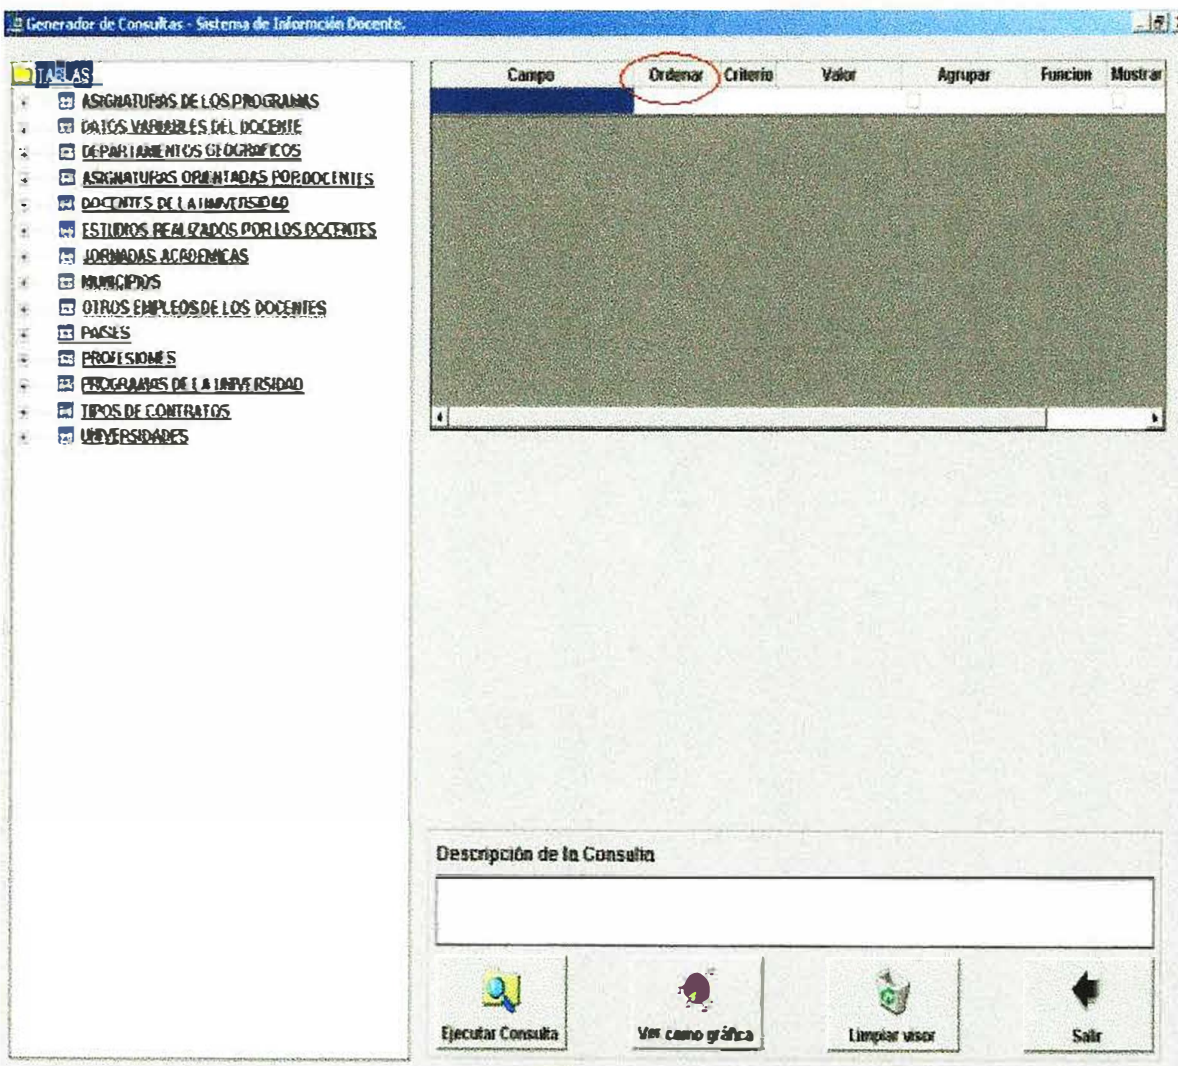 Generador de Consultas - Sistema de Informción Docente.
TABLAS
ASIGNATURAS DE LOS PROGRAMAS
DATOS VARIABLES DEL DOCENTE
DEPARTAMENTOS GEOGRAFICOS
ASIGNATURAS ORIENTADAS POR DOCENTES
DOCENTES DE LA UNIVERSIDAD
ESTUDIOS REALIZADOS POR LOS DOCENTES
JORNADAS ACADEMICAS
MUNICIPIOS
OTROS EMPLEOS DE LOS DOCENTES
PAISES
PROFESIONES
PROGRAMAS DE LA UNIVERSIDAD
TIPOS DE CONTRATOS
UNIVERSIDADES
Campo Ordenar Criterio Valor Agrupar Funcion Mostrar
Descripción de la Consulta
Ejecutar Consulta Ver como gráfica Limpiar visor Salir